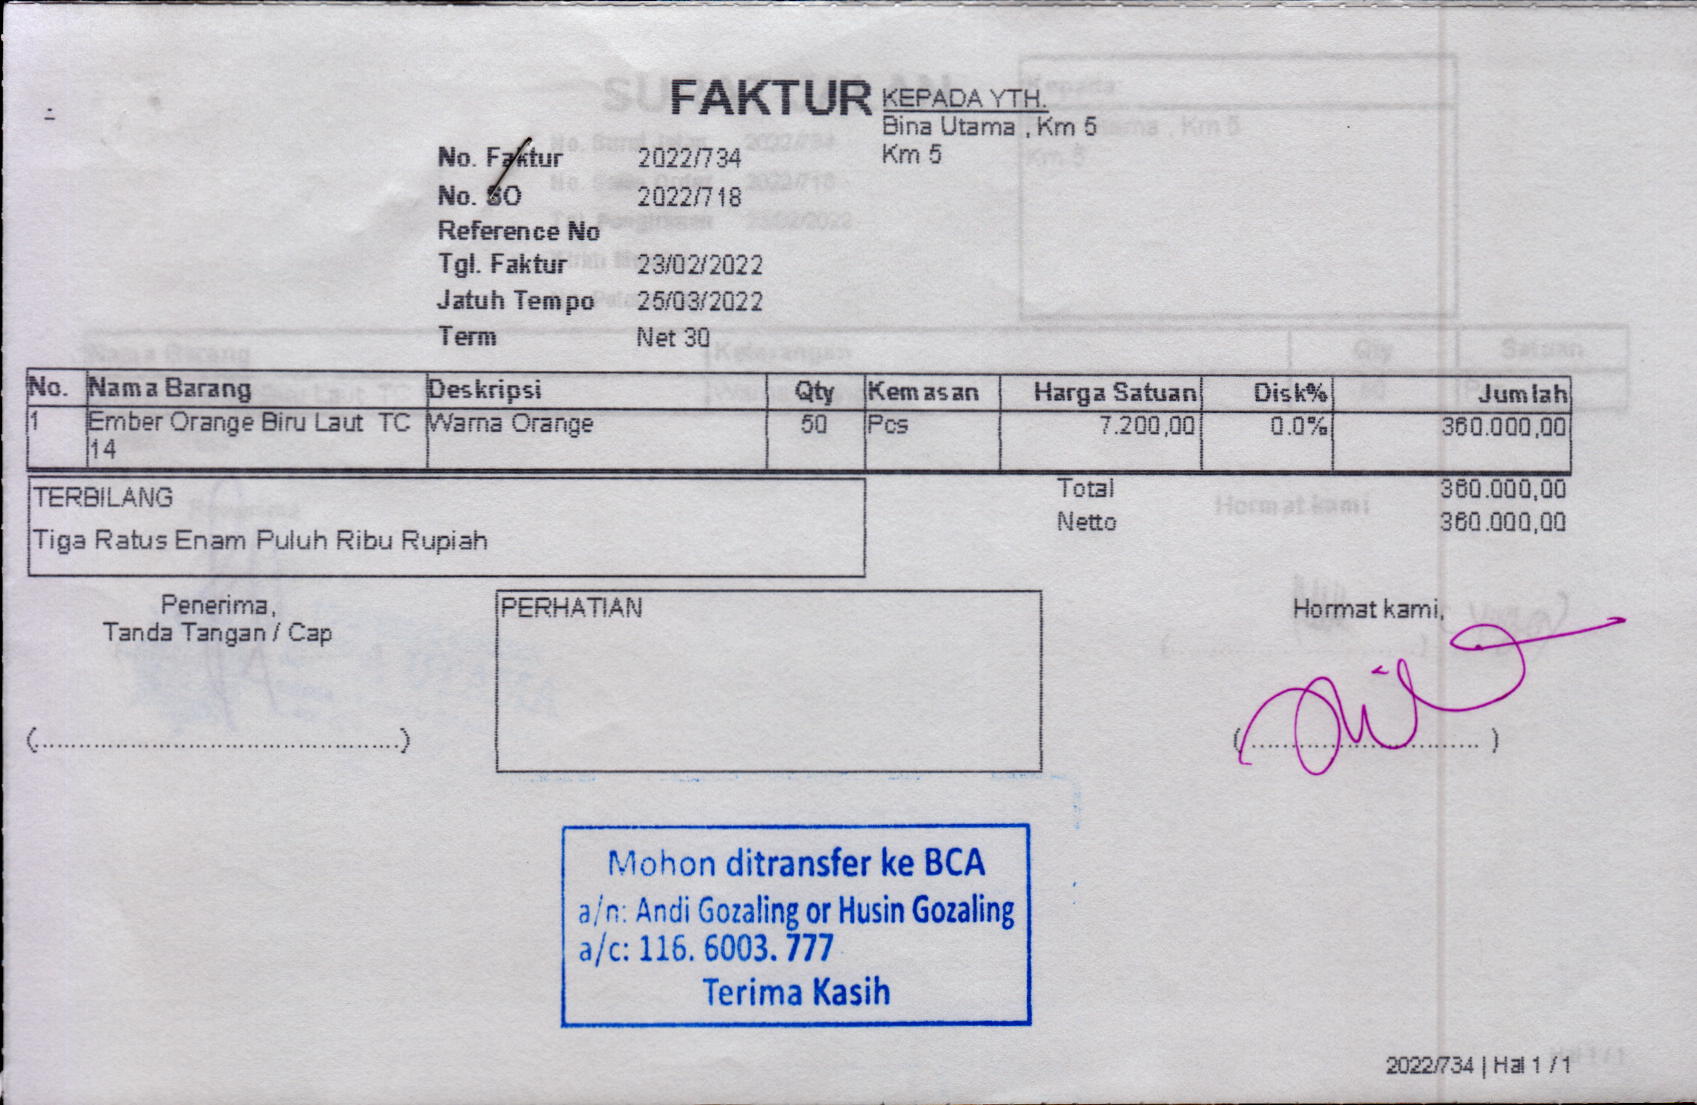 FAKTUR
KEPADA YTH.
Bina Utama , Km 5
Km 5
No. Faktur 2022/734
No. SO 2022/718
Reference No
Tgl. Faktur 23/02/2022
Jatuh Tempo 25/03/2022
Term Net 30
No. Nama Barang Deskripsi Qty Kemasan Harga Satuan Disk% Jumlah
1 Ember Orange Biru Laut TC Warna Orange 50 Pcs 7.200,00 0.0% 360.000,00
14
TERBILANG
Tiga Ratus Enam Puluh Ribu Rupiah
Total 360.000,00
Netto 360.000,00
Penerima,
Tanda Tangan / Cap
(............................................)
PERHATIAN
Hormat kami,
(............................ )
Mohon ditransfer ke BCA
a/n: Andi Gozaling or Husin Gozaling
a/c: 116. 6003. 777
Terima Kasih
2022/734 | Hal 1 / 1